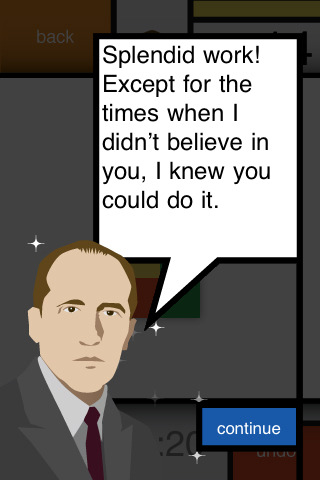 back
Splendid work!
Except for the
times when I
didn't believe in
you, I knew you
could do it.
continue
:20
undo